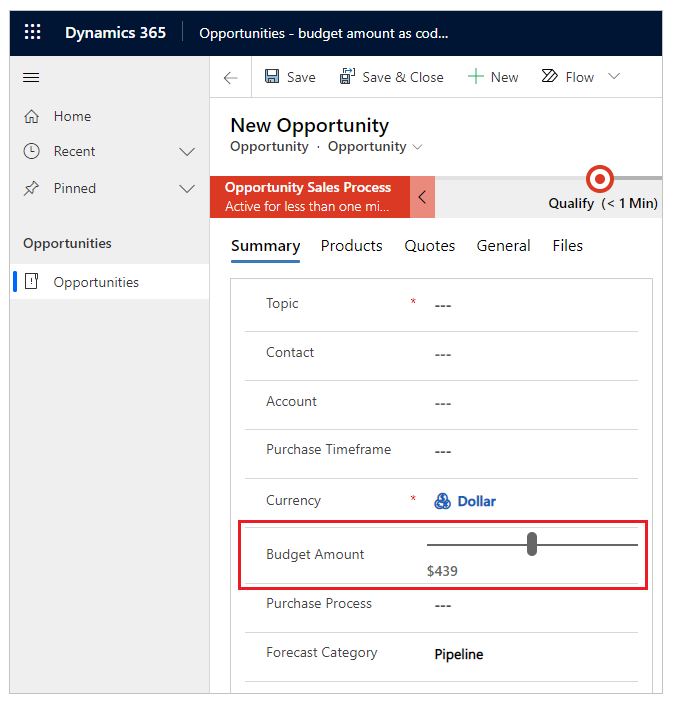 Dynamics 365
Opportunities - budget amount as cod...
Save
Save & Close
New
Flow
Home
Recent
Pinned
Opportunities
Opportunities
New Opportunity
Opportunity · Opportunity
Opportunity Sales Process
Active for less than one mi...
Qualify (< 1 Min)
Summary
Products
Quotes
General
Files
Topic * ---
Contact ---
Account ---
Purchase Timeframe ---
Currency * Dollar
Budget Amount
$439
Purchase Process ---
Forecast Category Pipeline